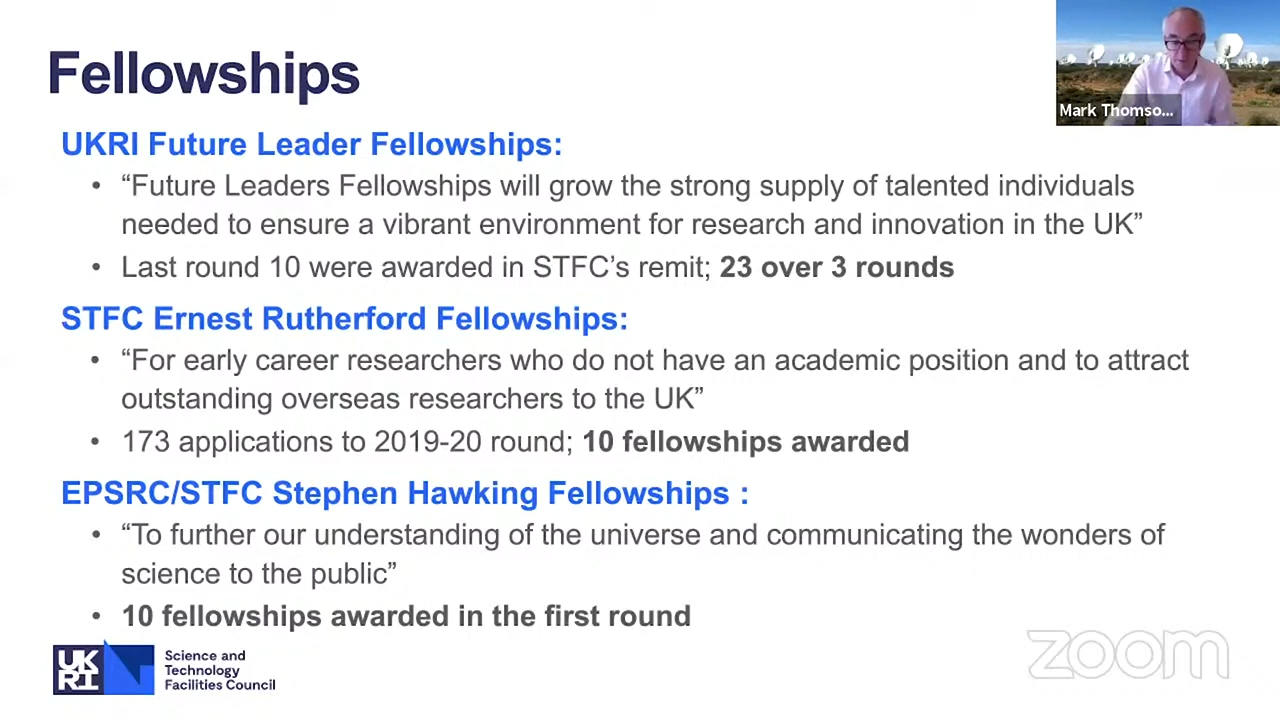 Fellowships
Mark Thomso...
UKRI Future Leader Fellowships:
• “Future Leaders Fellowships will grow the strong supply of talented individuals
needed to ensure a vibrant environment for research and innovation in the UK”
• Last round 10 were awarded in STFC’s remit; 23 over 3 rounds
STFC Ernest Rutherford Fellowships:
• “For early career researchers who do not have an academic position and to attract
outstanding overseas researchers to the UK”
• 173 applications to 2019-20 round; 10 fellowships awarded
EPSRC/STFC Stephen Hawking Fellowships :
• “To further our understanding of the universe and communicating the wonders of
science to the public”
• 10 fellowships awarded in the first round
UK
RI
Science and
Technology
Facilities Council
zoom